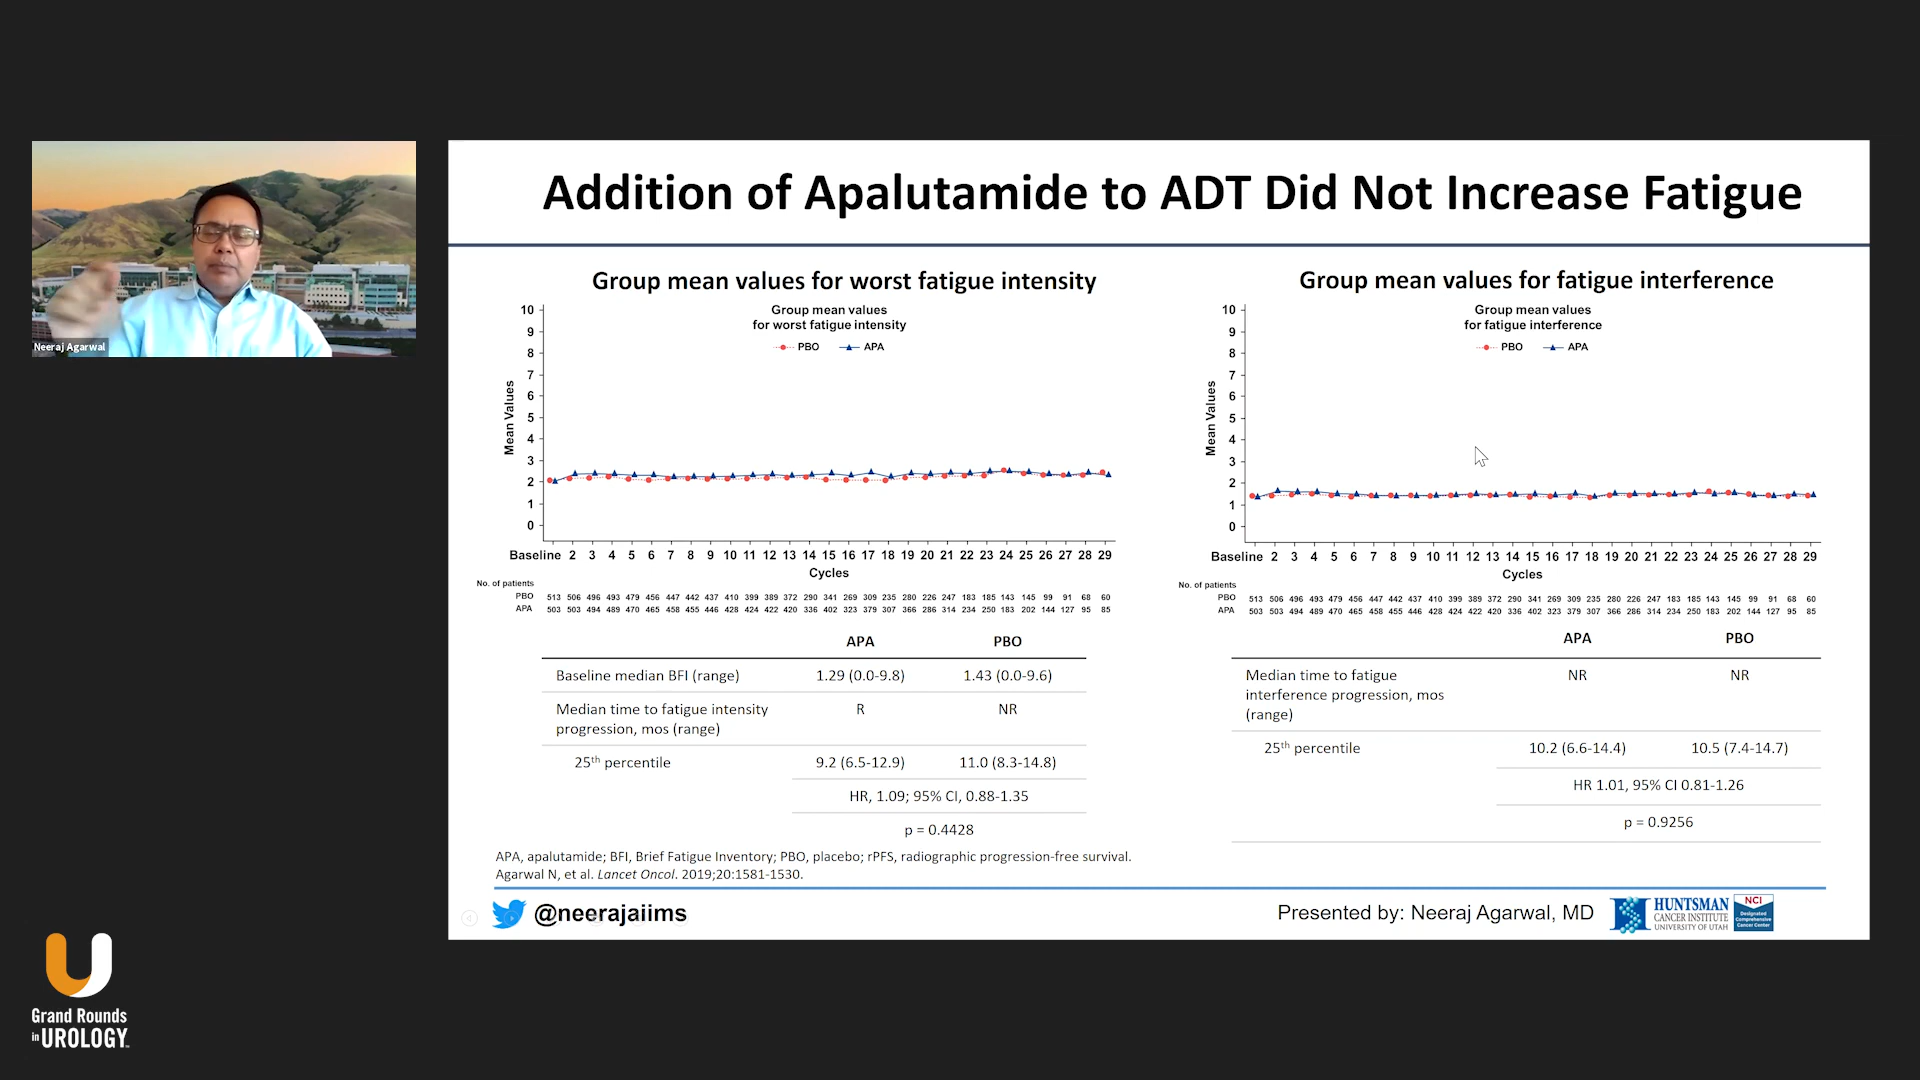 Neeraj Agarwal
Addition of Apalutamide to ADT Did Not Increase Fatigue
Group mean values for worst fatigue intensity
Group mean values
for worst fatigue intensity
PBO APA
10
9
8
7
6
5
4
3
2
1
0
Mean Values
Baseline 2 3 4 5 6 7 8 9 10 11 12 13 14 15 16 17 18 19 20 21 22 23 24 25 26 27 28 29
Cycles
No. of patients
PBO 513 506 496 493 479 456 447 442 437 410 399 389 372 290 341 269 309 235 280 226 247 183 185 143 145 99 91 68 60
APA 503 503 494 489 470 465 458 455 446 428 424 422 420 336 402 323 379 307 366 286 314 234 250 183 202 144 127 95 85
APA PBO
Baseline median BFI (range) 1.29 (0.0-9.8) 1.43 (0.0-9.6)
Median time to fatigue intensity R NR
progression, mos (range)
25th percentile 9.2 (6.5-12.9) 11.0 (8.3-14.8)
HR, 1.09; 95% CI, 0.88-1.35
p = 0.4428
Group mean values for fatigue interference
Group mean values
for fatigue interference
PBO APA
10
9
8
7
6
5
4
3
2
1
0
Mean Values
Baseline 2 3 4 5 6 7 8 9 10 11 12 13 14 15 16 17 18 19 20 21 22 23 24 25 26 27 28 29
Cycles
No. of patients
PBO 513 506 496 493 479 456 447 442 437 410 399 389 372 290 341 269 309 235 280 226 247 183 185 143 145 99 91 68 60
APA 503 503 494 489 470 465 458 455 446 428 424 422 420 336 402 323 379 307 366 286 314 234 250 183 202 144 127 95 85
APA PBO
Median time to fatigue NR NR
interference progression, mos
(range)
25th percentile 10.2 (6.6-14.4) 10.5 (7.4-14.7)
HR 1.01, 95% CI 0.81-1.26
p = 0.9256
APA, apalutamide; BFI, Brief Fatigue Inventory; PBO, placebo; rPFS, radiographic progression-free survival.
Agarwal N, et al. Lancet Oncol. 2019;20:1581-1530.
@neerajaiims
Presented by: Neeraj Agarwal, MD
HUNTSMAN
CANCER INSTITUTE
UNIVERSITY OF UTAH
NCI
Designated
Comprehensive
Cancer Center
Grand Rounds
in UROLOGY